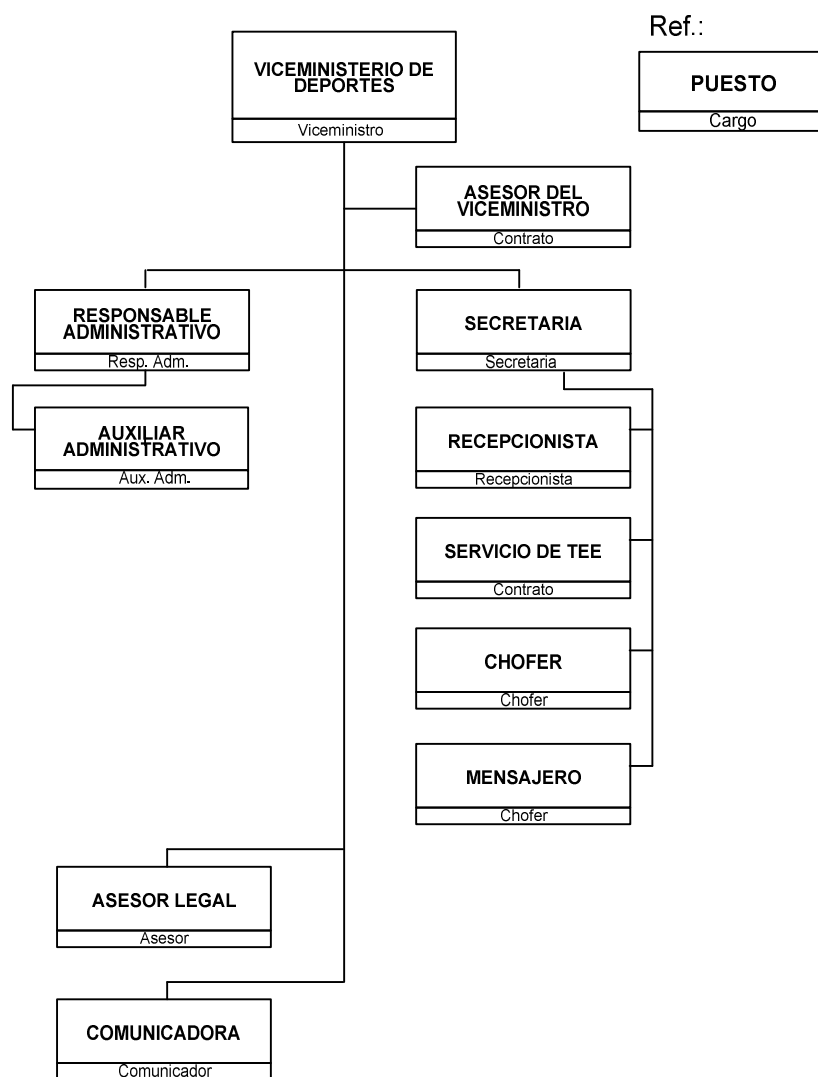 Ref.:
VICEMINISTERIO DE
DEPORTES
Viceministro
PUESTO
Cargo
ASESOR DEL
VICEMINISTRO
Contrato
RESPONSABLE
ADMINISTRATIVO
Resp. Adm.
SECRETARIA
Secretaria
AUXILIAR
ADMINISTRATIVO
Aux. Adm.
RECEPCIONISTA
Recepcionista
SERVICIO DE TEE
Contrato
CHOFER
Chofer
MENSAJERO
Chofer
ASESOR LEGAL
Asesor
COMUNICADORA
Comunicador